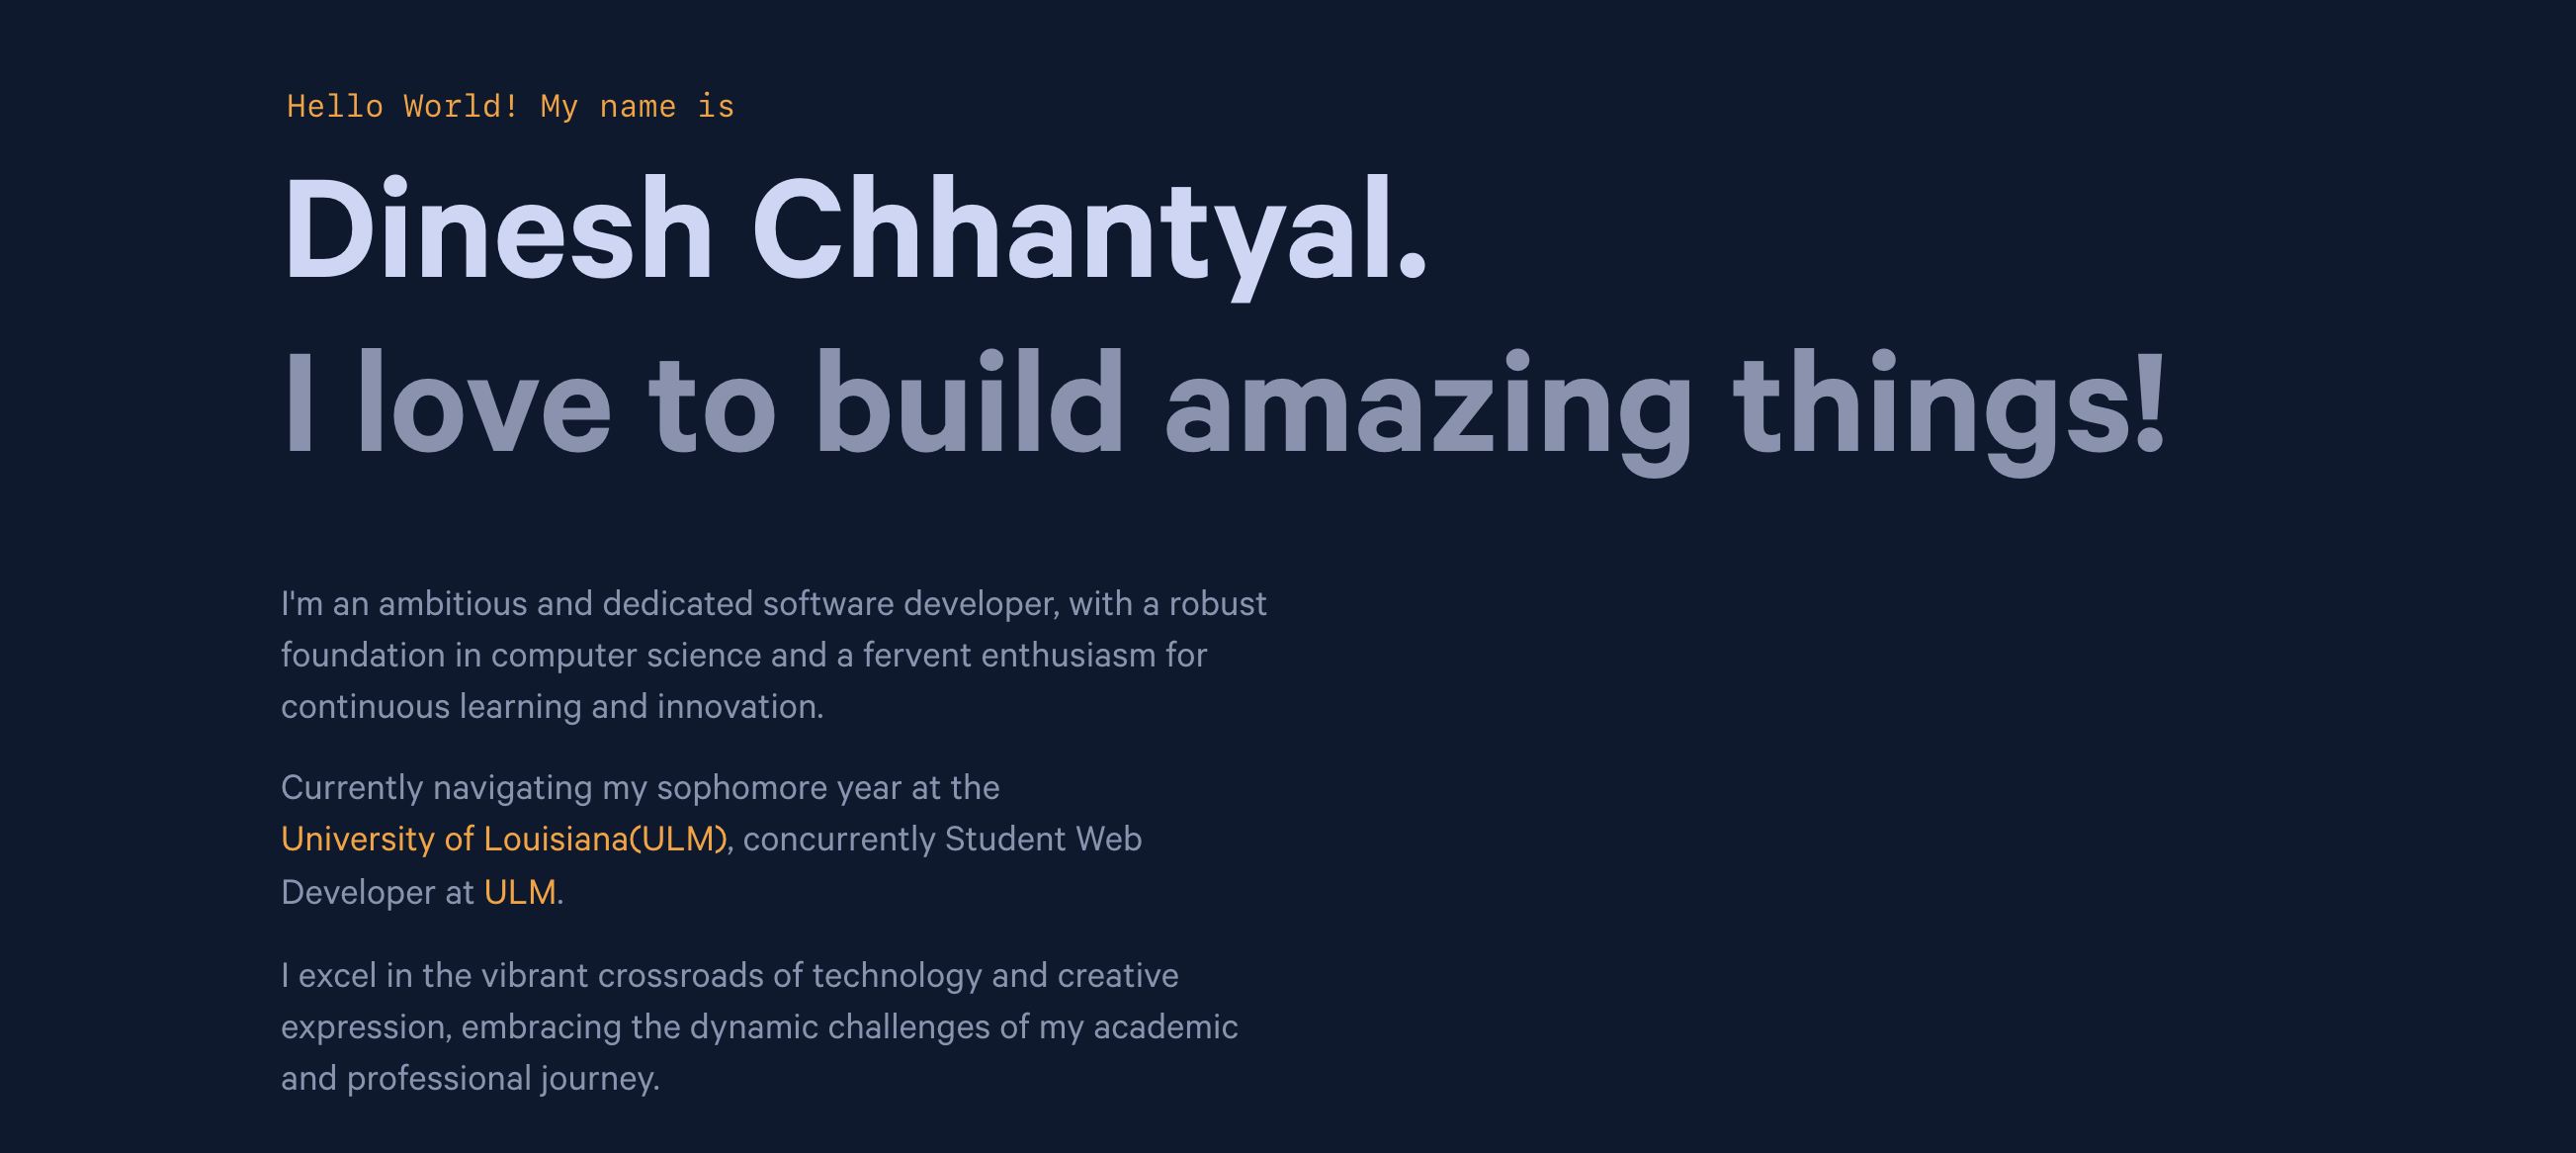 Hello World! My name is
Dinesh Chhantyal.
I love to build amazing things!
I'm an ambitious and dedicated software developer, with a robust
foundation in computer science and a fervent enthusiasm for
continuous learning and innovation.
Currently navigating my sophomore year at the
University of Louisiana(ULM), concurrently Student Web
Developer at ULM.
I excel in the vibrant crossroads of technology and creative
expression, embracing the dynamic challenges of my academic
and professional journey.